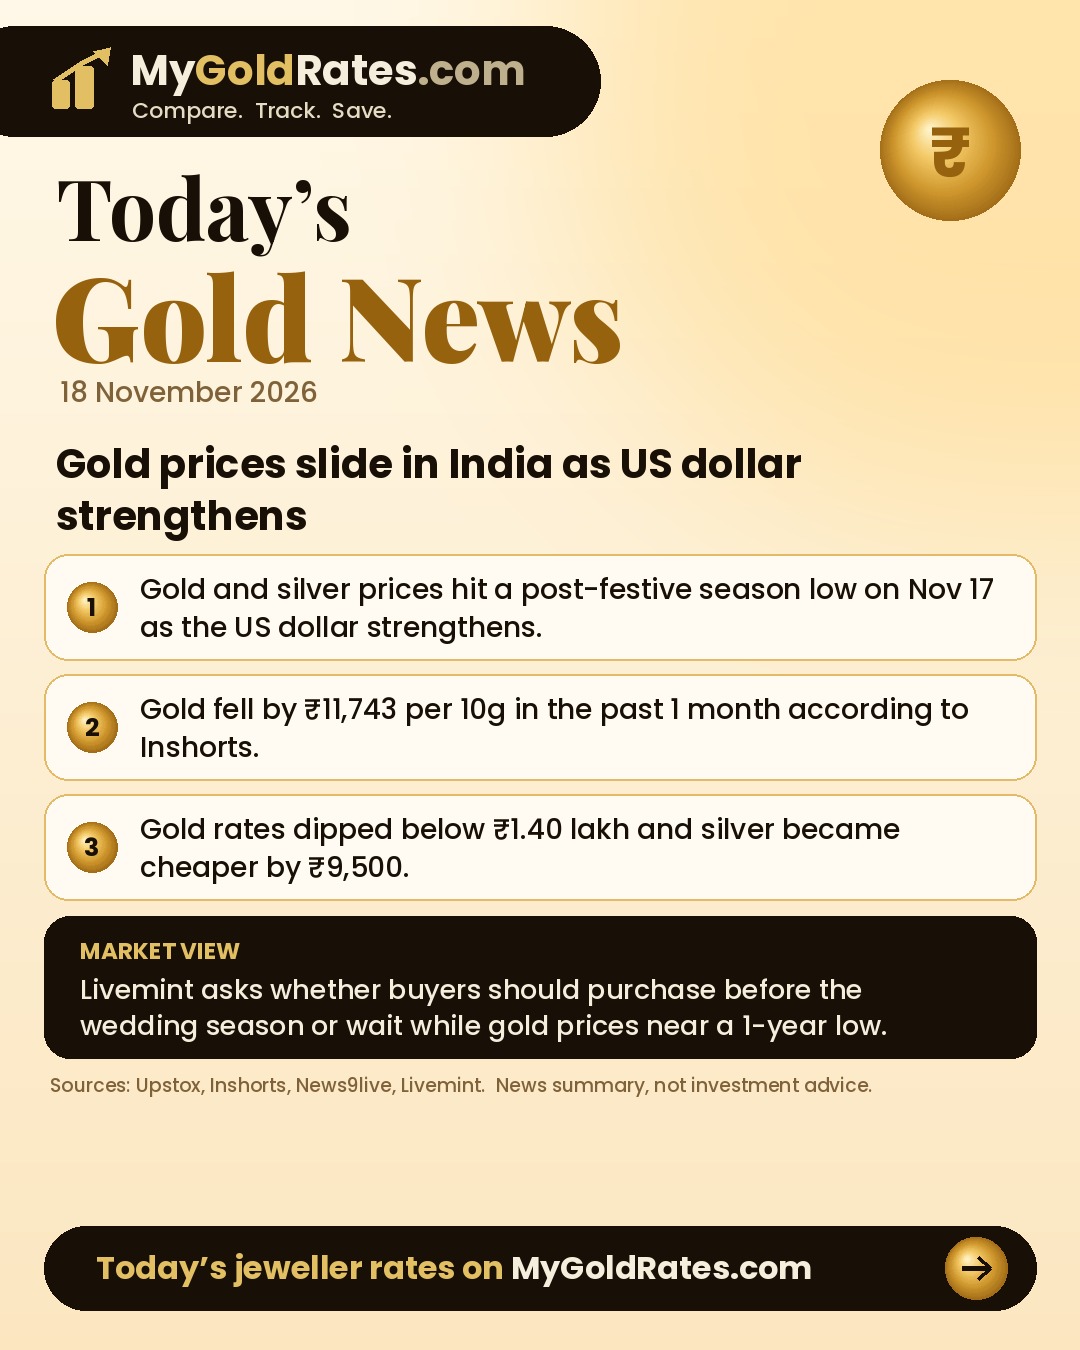 MyGoldRates.com
Compare. Track. Save.
₹
Today’s
Gold News
18 November 2026
Gold prices slide in India as US dollar
strengthens
1
Gold and silver prices hit a post-festive season low on Nov 17
as the US dollar strengthens.
2
Gold fell by ₹11,743 per 10g in the past 1 month according to
Inshorts.
3
Gold rates dipped below ₹1.40 lakh and silver became
cheaper by ₹9,500.
MARKET VIEW
Livemint asks whether buyers should purchase before the
wedding season or wait while gold prices near a 1-year low.
Sources: Upstox, Inshorts, News9live, Livemint. News summary, not investment advice.
Today’s jeweller rates on MyGoldRates.com